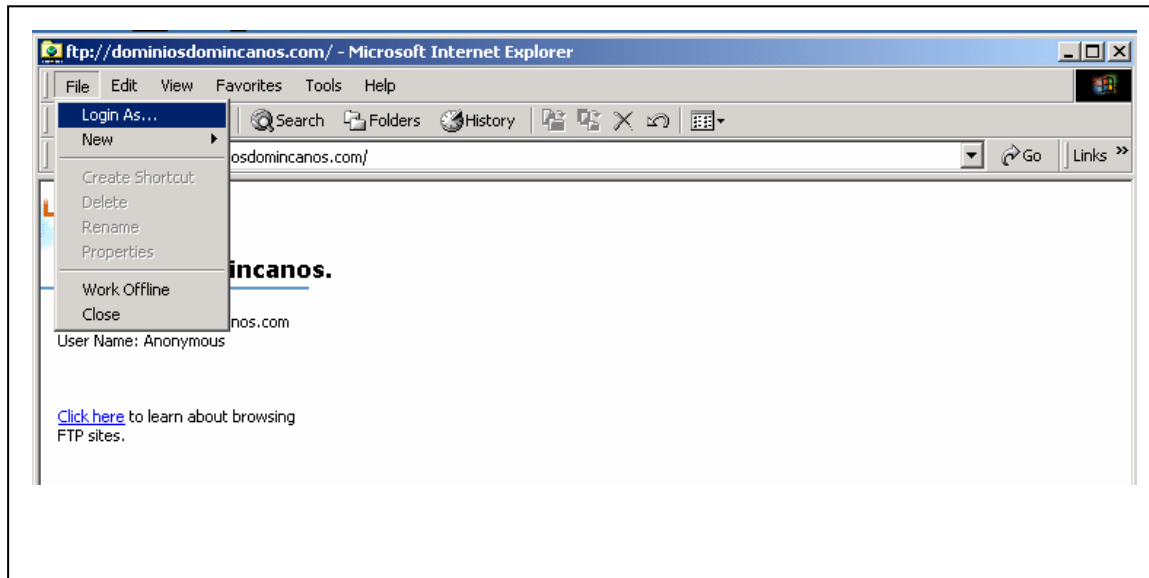 ftp://dominiosdomincanos.com/ - Microsoft Internet Explorer
File Edit View Favorites Tools Help
Login As...
Search Folders History
New
osdomincanos.com/ Go Links »
Create Shortcut
Delete
Rename
Properties
incanos.
Work Offline
Close
nos.com
User Name: Anonymous
Click here to learn about browsing
FTP sites.